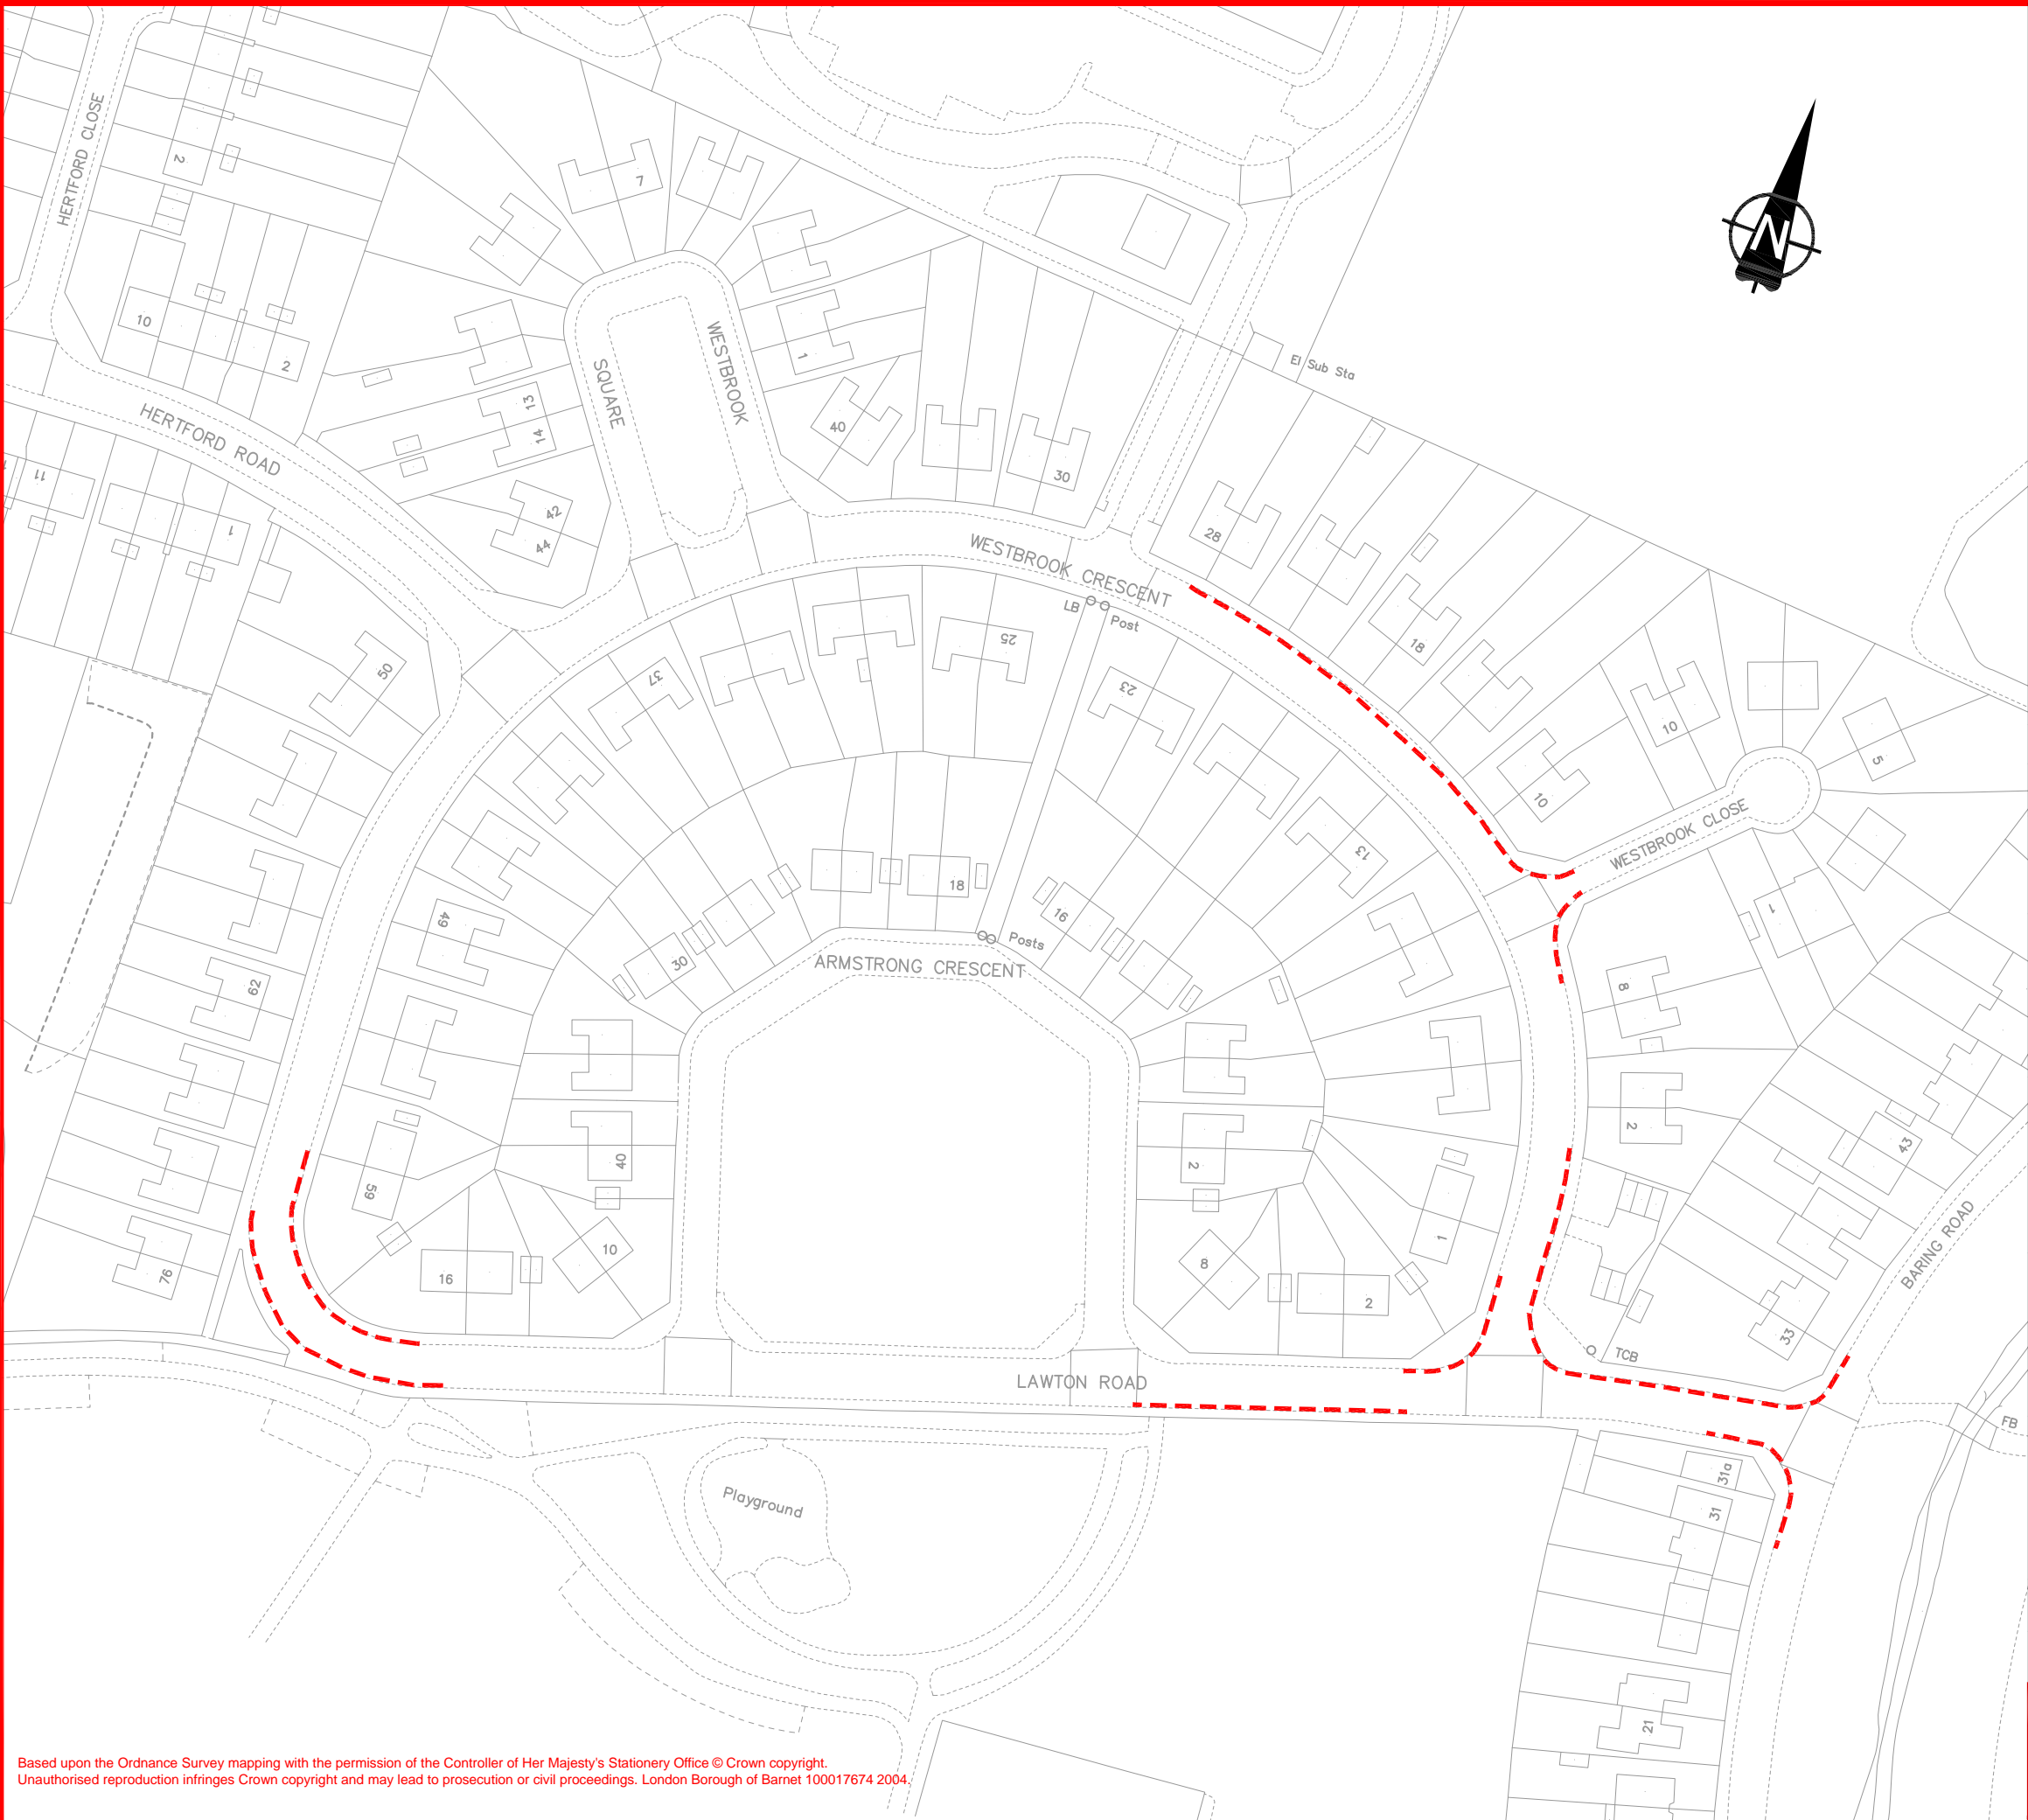 HERTFORD CLOSE
2
7
N
10
2
1
WESTBROOK
SQUARE
El Sub Sta
HERTFORD ROAD
13
14
40
30
11
1
42
44
28
WESTBROOK CRESCENT
LB
Post
18
50
37
25
23
10
10
5
WESTBROOK CLOSE
13
18
16
1
49
30
Posts
ARMSTRONG CRESCENT
62
8
2
43
40
2
59
BARING ROAD
76
16
10
8
2
1
33
TCB
LAWTON ROAD
FB
31a
31
Playground
21
Based upon the Ordnance Survey mapping with the permission of the Controller of Her Majesty's Stationery Office © Crown copyright.
Unauthorised reproduction infringes Crown copyright and may lead to prosecution or civil proceedings. London Borough of Barnet 100017674 2004.